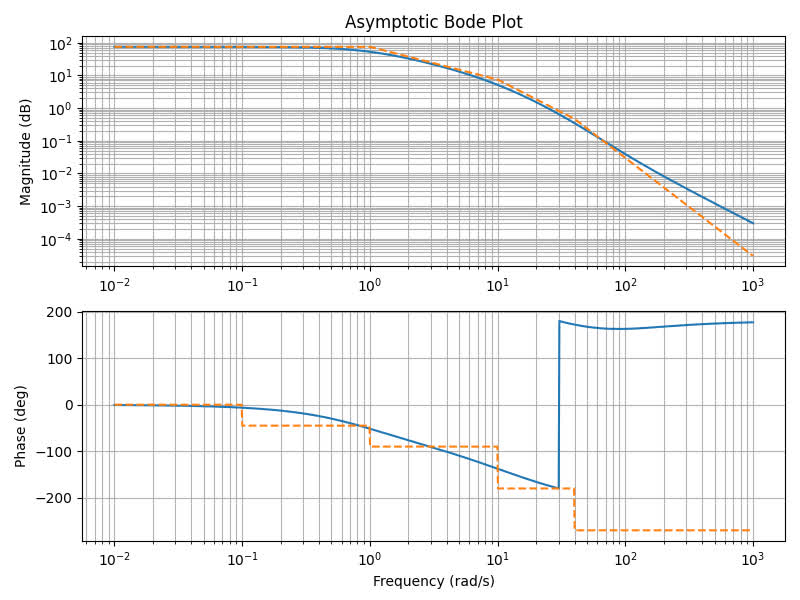 Asymptotic Bode Plot
Magnitude (dB)
10²
10¹
10⁰
10⁻¹
10⁻²
10⁻³
10⁻⁴
10⁻² 10⁻¹ 10⁰ 10¹ 10² 10³
Phase (deg)
200
100
0
−100
−200
10⁻² 10⁻¹ 10⁰ 10¹ 10² 10³
Frequency (rad/s)